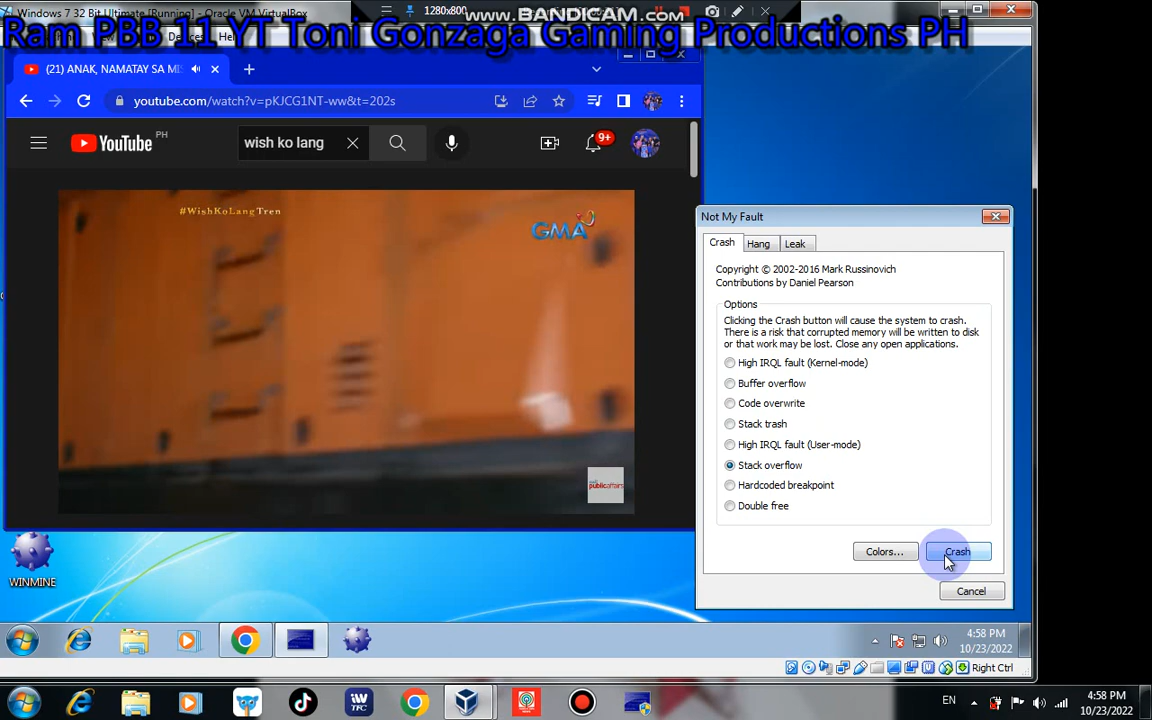 Windows 7 32 Bit Ultimate [Running] - Oracle VM VirtualBox
1280x800
www.BANDICAM.com
Ran PBB 11 YT Toni Gonzaga Gaming Productions PH
(21) ANAK, NAMATAY SA MI
youtube.com/watch?v=pKJCG1NT-ww&t=202s
YouTube PH
wish ko lang
9+
#WishKoLangTren
GMA
publicaffairs
Not My Fault
Crash
Hang
Leak
Copyright © 2002-2016 Mark Russinovich
Contributions by Daniel Pearson
Options
Clicking the Crash button will cause the system to crash.
There is a risk that corrupted memory will be written to disk
or that work may be lost. Close any open applications.
High IRQL fault (Kernel-mode)
Buffer overflow
Code overwrite
Stack trash
High IRQL fault (User-mode)
Stack overflow
Hardcoded breakpoint
Double free
Colors...
Crash
Cancel
WINMINE
4:58 PM
10/23/2022
Right Ctrl
iW
TFC
EN
4:58 PM
10/23/2022